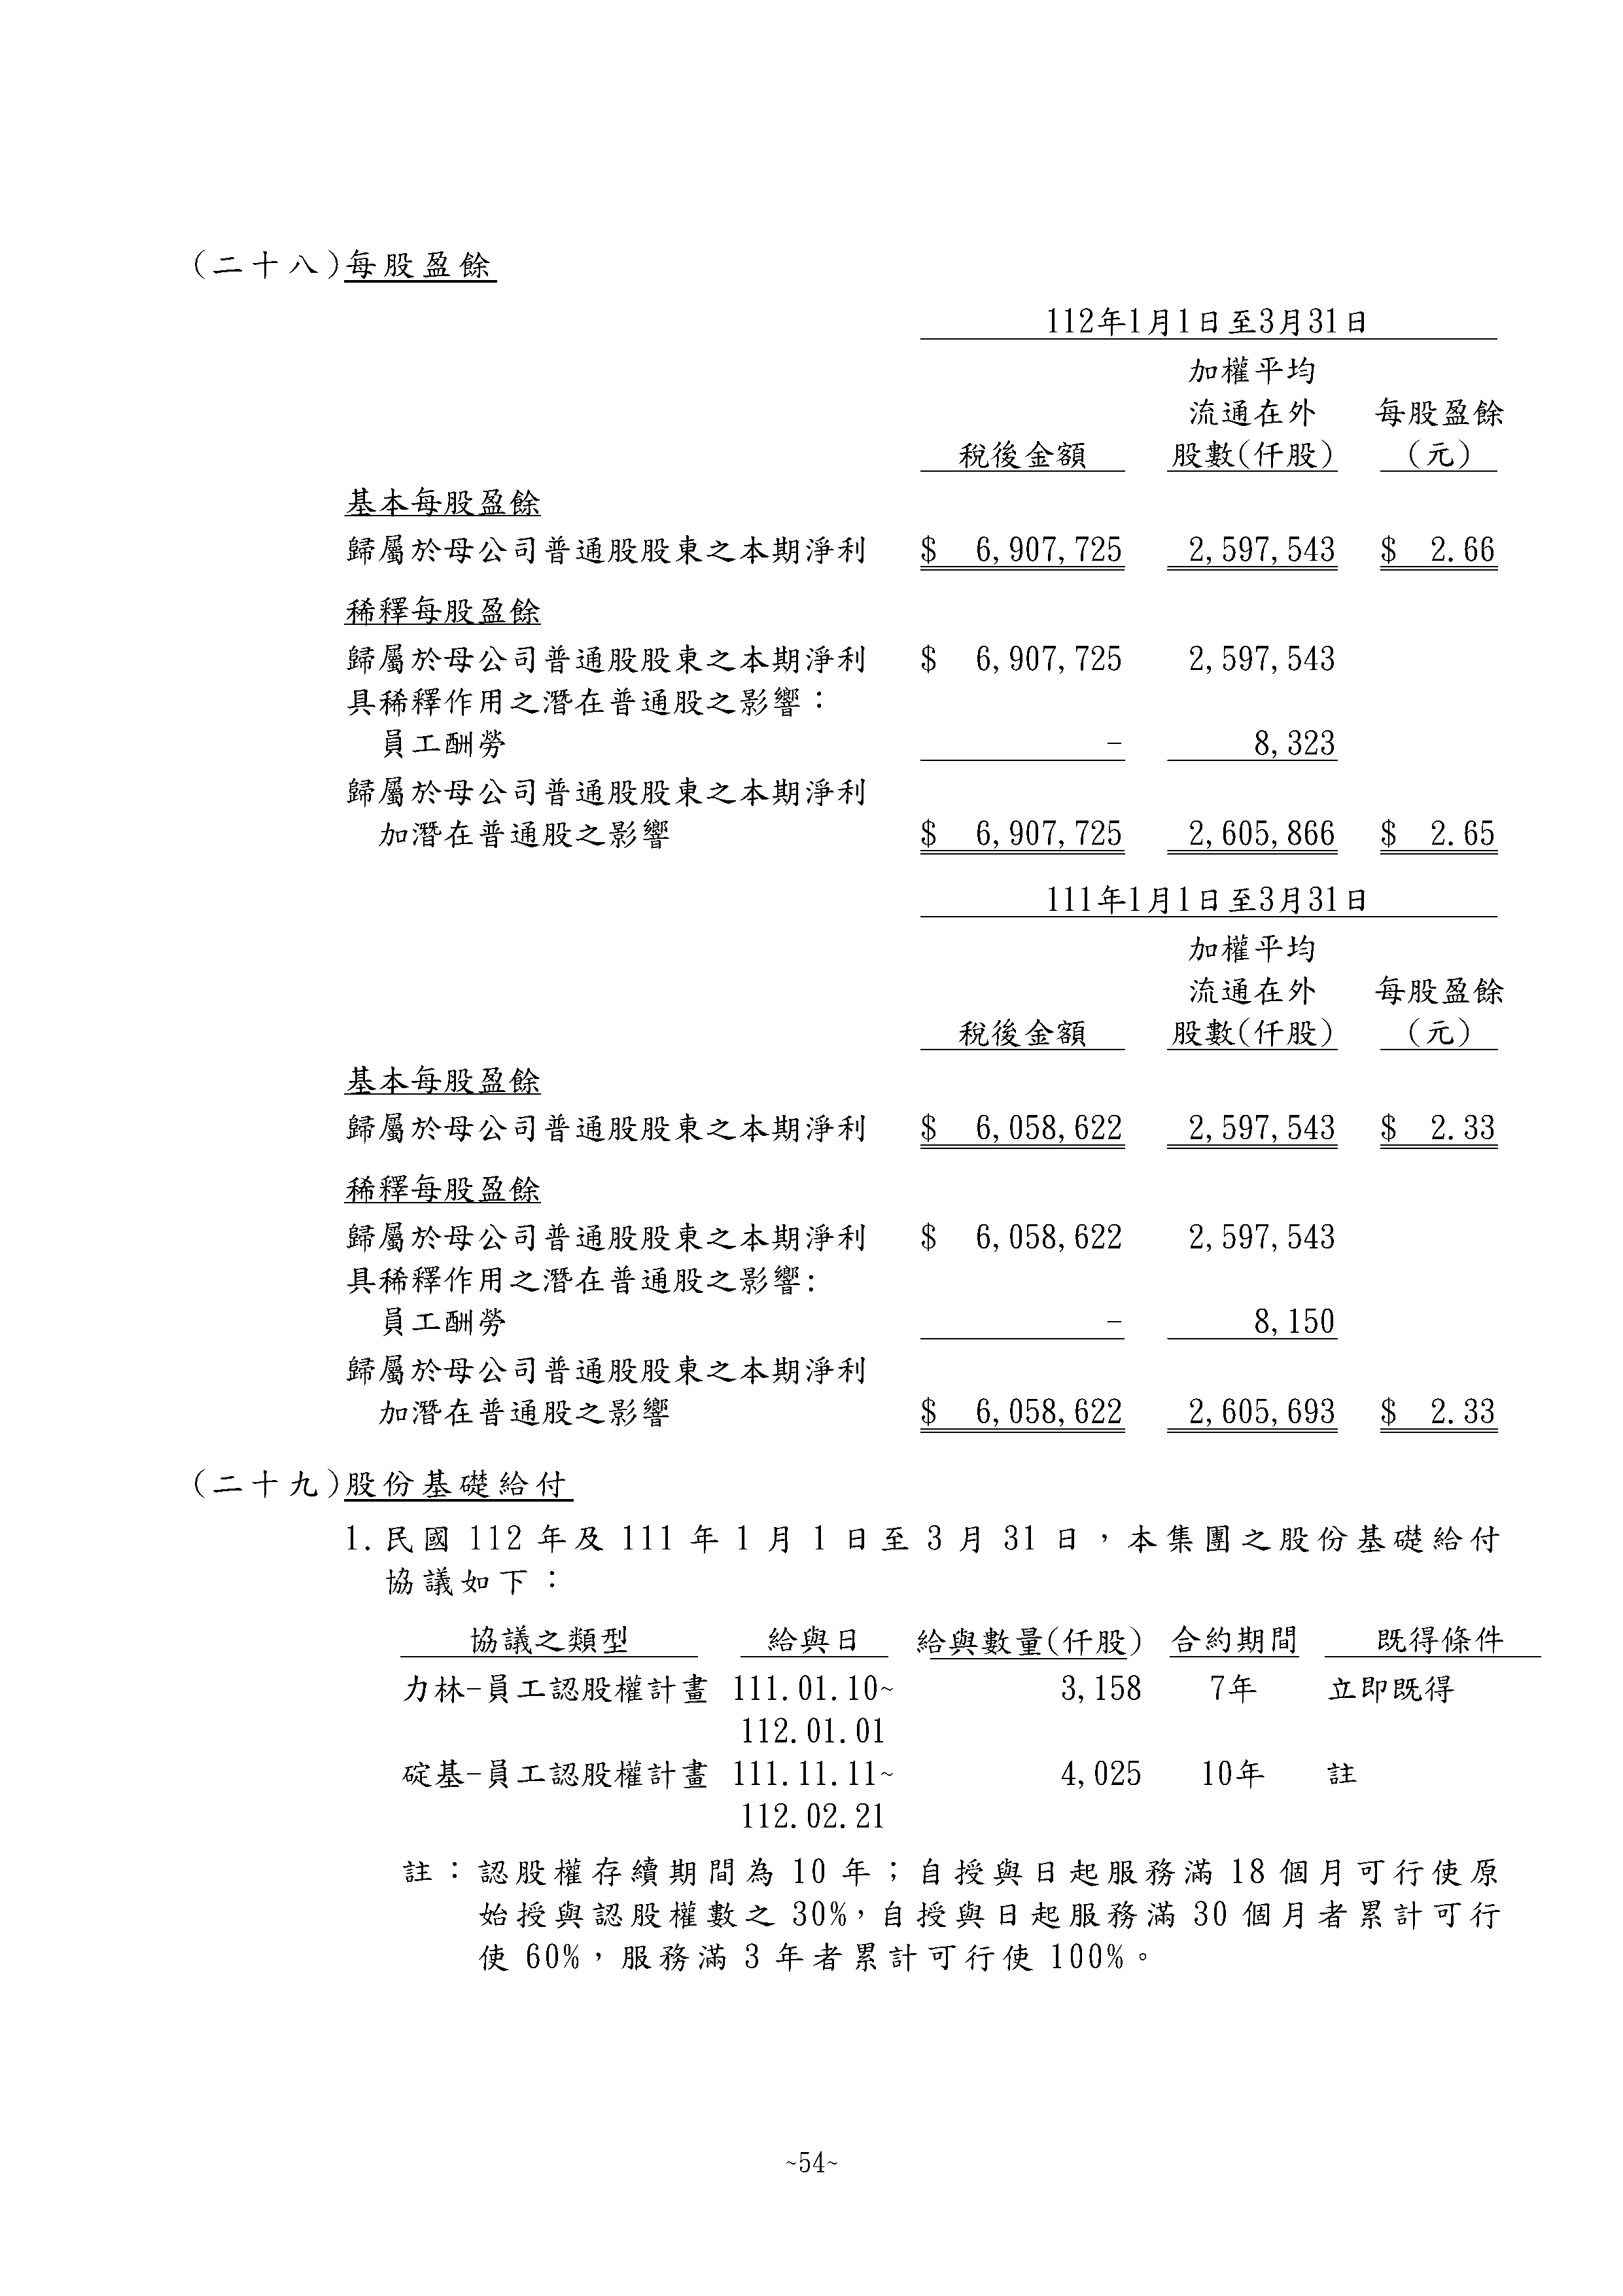 (二十八)每股盈餘
112年1月1日至3月31日
加權平均
流通在外 每股盈餘
稅後金額 股數(仟股) (元)
基本每股盈餘
歸屬於母公司普通股股東之本期淨利 $ 6,907,725 2,597,543 $ 2.66
稀釋每股盈餘
歸屬於母公司普通股股東之本期淨利 $ 6,907,725 2,597,543
具稀釋作用之潛在普通股之影響：
員工酬勞 - 8,323
歸屬於母公司普通股股東之本期淨利
加潛在普通股之影響 $ 6,907,725 2,605,866 $ 2.65
111年1月1日至3月31日
加權平均
流通在外 每股盈餘
稅後金額 股數(仟股) (元)
基本每股盈餘
歸屬於母公司普通股股東之本期淨利 $ 6,058,622 2,597,543 $ 2.33
稀釋每股盈餘
歸屬於母公司普通股股東之本期淨利 $ 6,058,622 2,597,543
具稀釋作用之潛在普通股之影響:
員工酬勞 - 8,150
歸屬於母公司普通股股東之本期淨利
加潛在普通股之影響 $ 6,058,622 2,605,693 $ 2.33
(二十九)股份基礎給付
1.民國 112 年及 111 年 1 月 1 日至 3 月 31 日，本集團之股份基礎給付
協議如下：
協議之類型 給與日 給與數量(仟股) 合約期間 既得條件
力林-員工認股權計畫 111.01.10~ 3,158 7年 立即既得
112.01.01
碇基-員工認股權計畫 111.11.11~ 4,025 10年 註
112.02.21
註：認股權存續期間為 10 年；自授與日起服務滿 18 個月可行使原
始授與認股權數之 30%，自授與日起服務滿 30 個月者累計可行
使 60%，服務滿 3 年者累計可行使 100%。
~54~